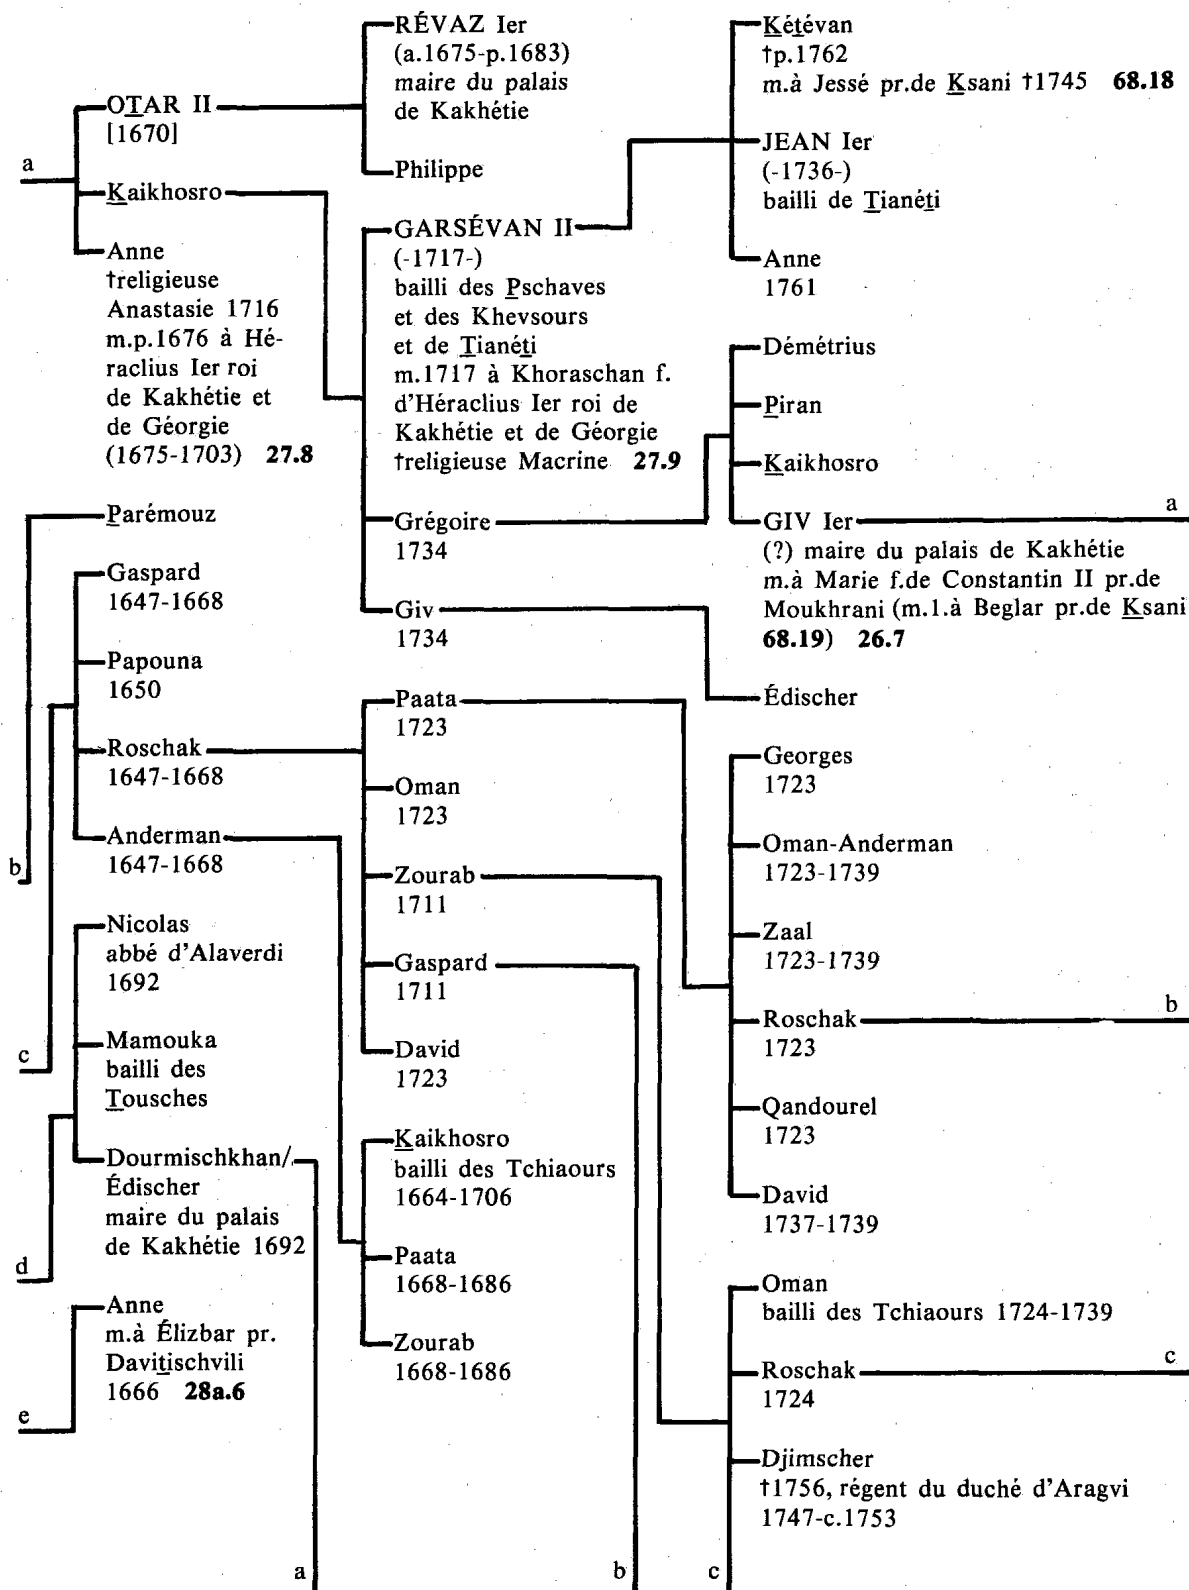 a
OTAR II
[1670]
Kaikhosro
Anne
†religieuse
Anastasie 1716
m.p.1676 à Hé-
raclius Ier roi
de Kakhétie et
de Géorgie
(1675-1703) 27.8
b
Parémouz
c
Gaspard
1647-1668
Papouna
1650
Roschak
1647-1668
Anderman
1647-1668
d
Nicolas
abbé d'Alaverdi
1692
Mamouka
bailli des
Tousches
Dourmischkhan/
Édischer
maire du palais
de Kakhétie 1692
e
Anne
m.à Élizbar pr.
Davitischvili
1666 28a.6
a
RÉVAZ Ier
(a.1675-p.1683)
maire du palais
de Kakhétie
Philippe
GARSÉVAN II
(-1717-)
bailli des Pschaves
et des Khevsours
et de Tianéti
m.1717 à Khoraschan f.
d'Héraclius Ier roi de
Kakhétie et de Géorgie
†religieuse Macrine 27.9
Grégoire
1734
Giv
1734
Paata
1723
Oman
1723
Zourab
1711
Gaspard
1711
David
1723
Kaikhosro
bailli des Tchiaours
1664-1706
Paata
1668-1686
Zourab
1668-1686
b
Kétévan
†p.1762
m.à Jessé pr.de Ksani †1745 68.18
JEAN Ier
(-1736-)
bailli de Tianéti
Anne
1761
Démétrius
Piran
Kaikhosro
GIV Ier
a
(?) maire du palais de Kakhétie
m.à Marie f.de Constantin II pr.de
Moukhrani (m.1.à Beglar pr.de Ksani
68.19) 26.7
Édischer
Georges
1723
Oman-Anderman
1723-1739
Zaal
1723-1739
Roschak
b
1723
Qandourel
1723
David
1737-1739
Oman
bailli des Tchiaours 1724-1739
Roschak
c
1724
Djimscher
†1756, régent du duché d'Aragvi
1747-c.1753
c